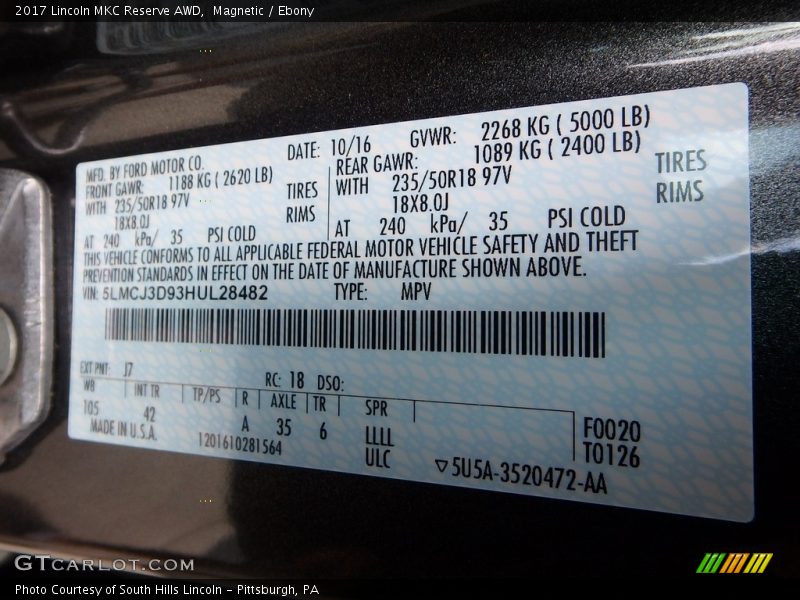 2017 Lincoln MKC Reserve AWD, Magnetic / Ebony
MFD. BY FORD MOTOR CO. DATE: 10/16 GVWR: 2268 KG ( 5000 LB)
FRONT GAWR: 1188 KG ( 2620 LB) REAR GAWR: 1089 KG ( 2400 LB)
WITH 235/50R18 97V TIRES WITH 235/50R18 97V TIRES
18X8.0J RIMS 18X8.0J RIMS
AT 240 kPa/ 35 PSI COLD AT 240 kPa/ 35 PSI COLD
THIS VEHICLE CONFORMS TO ALL APPLICABLE FEDERAL MOTOR VEHICLE SAFETY AND THEFT
PREVENTION STANDARDS IN EFFECT ON THE DATE OF MANUFACTURE SHOWN ABOVE.
VIN: 5LMCJ3D93HUL28482 TYPE: MPV
EXT PNT: J7 RC: 18 DSO:
WB INT TR TP/PS R AXLE TR SPR
105 42 A 35 6 LLLL F0020
MADE IN U.S.A. 1201610281564 ULC T0126
5U5A-3520472-AA
GTCARLOT.COM
Photo Courtesy of South Hills Lincoln - Pittsburgh, PA